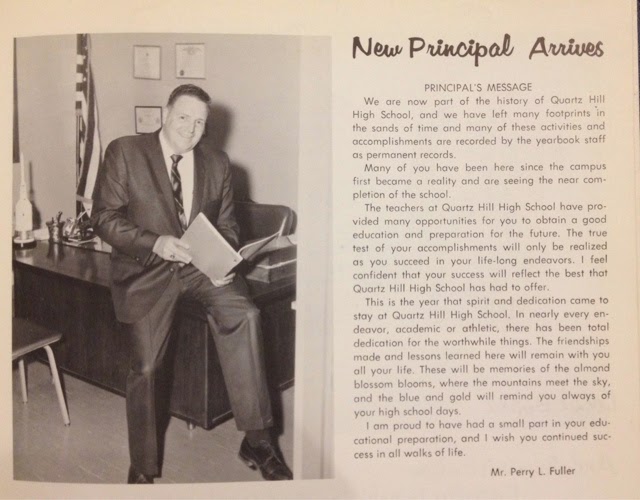 New Principal Arrives
PRINCIPAL'S MESSAGE
We are now part of the history of Quartz Hill
High School, and we have left many footprints in
the sands of time and many of these activities and
accomplishments are recorded by the yearbook staff
as permanent records.
Many of you have been here since the campus
first became a reality and are seeing the near com-
pletion of the school.
The teachers at Quartz Hill High School have pro-
vided many opportunities for you to obtain a good
education and preparation for the future. The true
test of your accomplishments will only be realized
as you succeed in your life-long endeavors. I feel
confident that your success will reflect the best that
Quartz Hill High School has had to offer.
This is the year that spirit and dedication came to
stay at Quartz Hill High School. In nearly every en-
deavor, academic or athletic, there has been total
dedication for the worthwhile things. The friendships
made and lessons learned here will remain with you
all your life. These will be memories of the almond
blossom blooms, where the mountains meet the sky,
and the blue and gold will remind you always of
your high school days.
I am proud to have had a small part in your edu-
cational preparation, and I wish you continued suc-
cess in all walks of life.
Mr. Perry L. Fuller